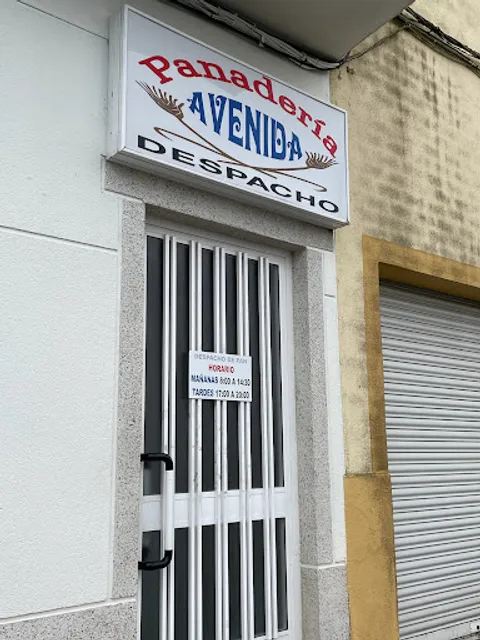 Panadería
AVENIDA
DESPACHO
DESPACHO DE PAN
HORARIO
MAÑANAS 8:00 A 14:30
TARDES 17:00 A 20:00